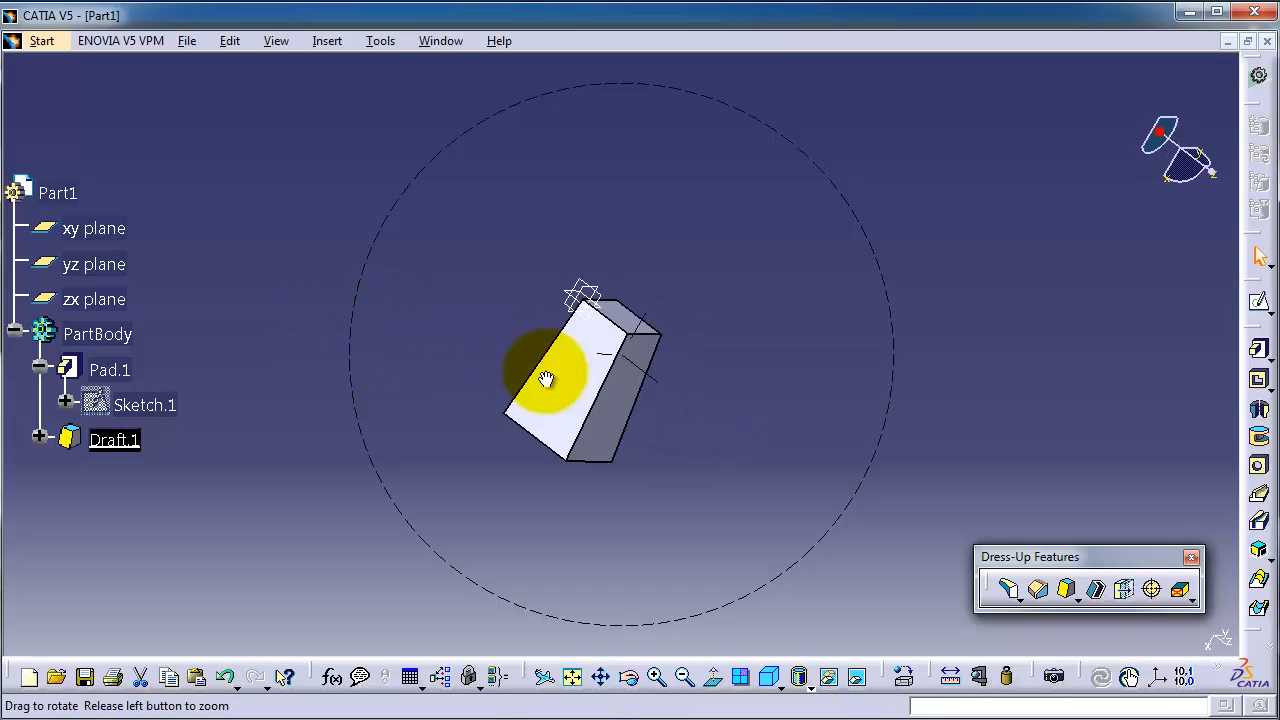 CATIA V5 - [Part1]
Start ENOVIA V5 VPM File Edit View Insert Tools Window Help
Part1
xy plane
yz plane
zx plane
PartBody
Pad.1
Sketch.1
Draft.1
Dress-Up Features
f(x)
10.1
CATIA
Drag to rotate Release left button to zoom